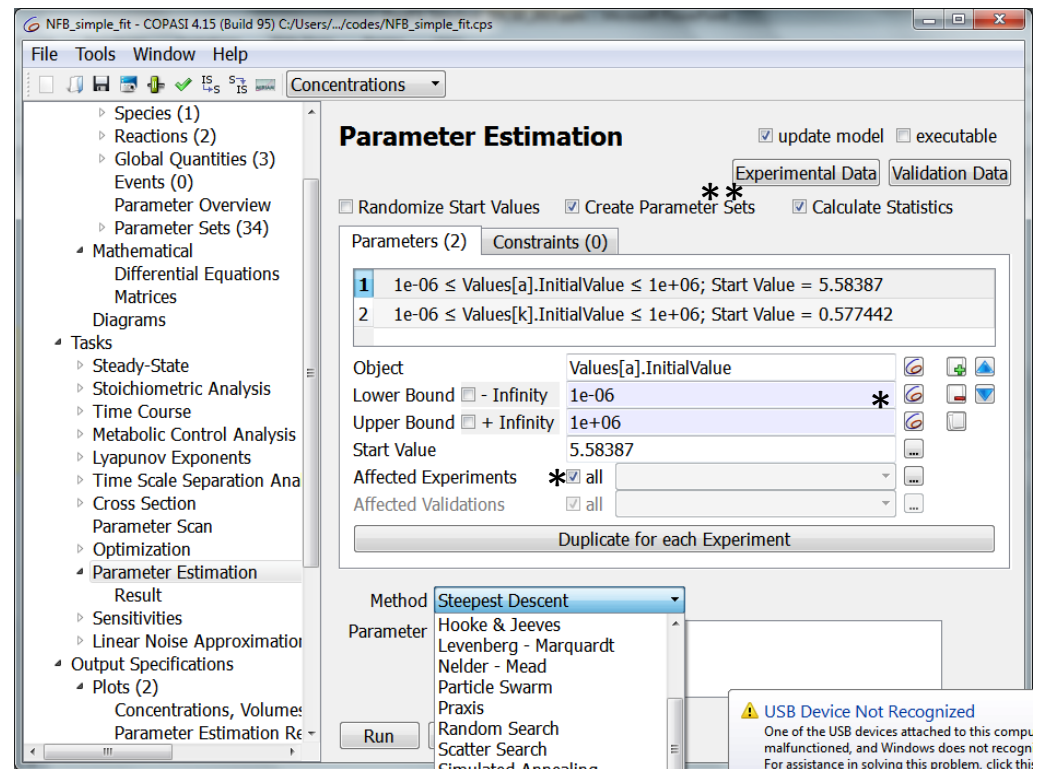 NFB_simple_fit - COPASI 4.15 (Build 95) C:/Users/.../codes/NFB_simple_fit.cps
File Tools Window Help
Concentrations
Species (1)
Reactions (2)
Global Quantities (3)
Events (0)
Parameter Overview
Parameter Sets (34)
Mathematical
Differential Equations
Matrices
Diagrams
Tasks
Steady-State
Stoichiometric Analysis
Time Course
Metabolic Control Analysis
Lyapunov Exponents
Time Scale Separation Ana
Cross Section
Parameter Scan
Optimization
Parameter Estimation
Result
Sensitivities
Linear Noise Approximation
Output Specifications
Plots (2)
Concentrations, Volumes
Parameter Estimation Re
Parameter Estimation
update model executable
Experimental Data Validation Data
**
Randomize Start Values Create Parameter Sets Calculate Statistics
Parameters (2) Constraints (0)
1 1e-06 ≤ Values[a].InitialValue ≤ 1e+06; Start Value = 5.58387
2 1e-06 ≤ Values[k].InitialValue ≤ 1e+06; Start Value = 0.577442
Object Values[a].InitialValue
Lower Bound - Infinity 1e-06 *
Upper Bound + Infinity 1e+06
Start Value 5.58387 ...
Affected Experiments * all ...
Affected Validations all ...
Duplicate for each Experiment
Method Steepest Descent
Parameter
Hooke & Jeeves
Levenberg - Marquardt
Nelder - Mead
Particle Swarm
Praxis
Random Search
Scatter Search
Simulated Annealing
Run
USB Device Not Recognized
One of the USB devices attached to this compu
malfunctioned, and Windows does not recogn
For assistance in solving this problem, click this